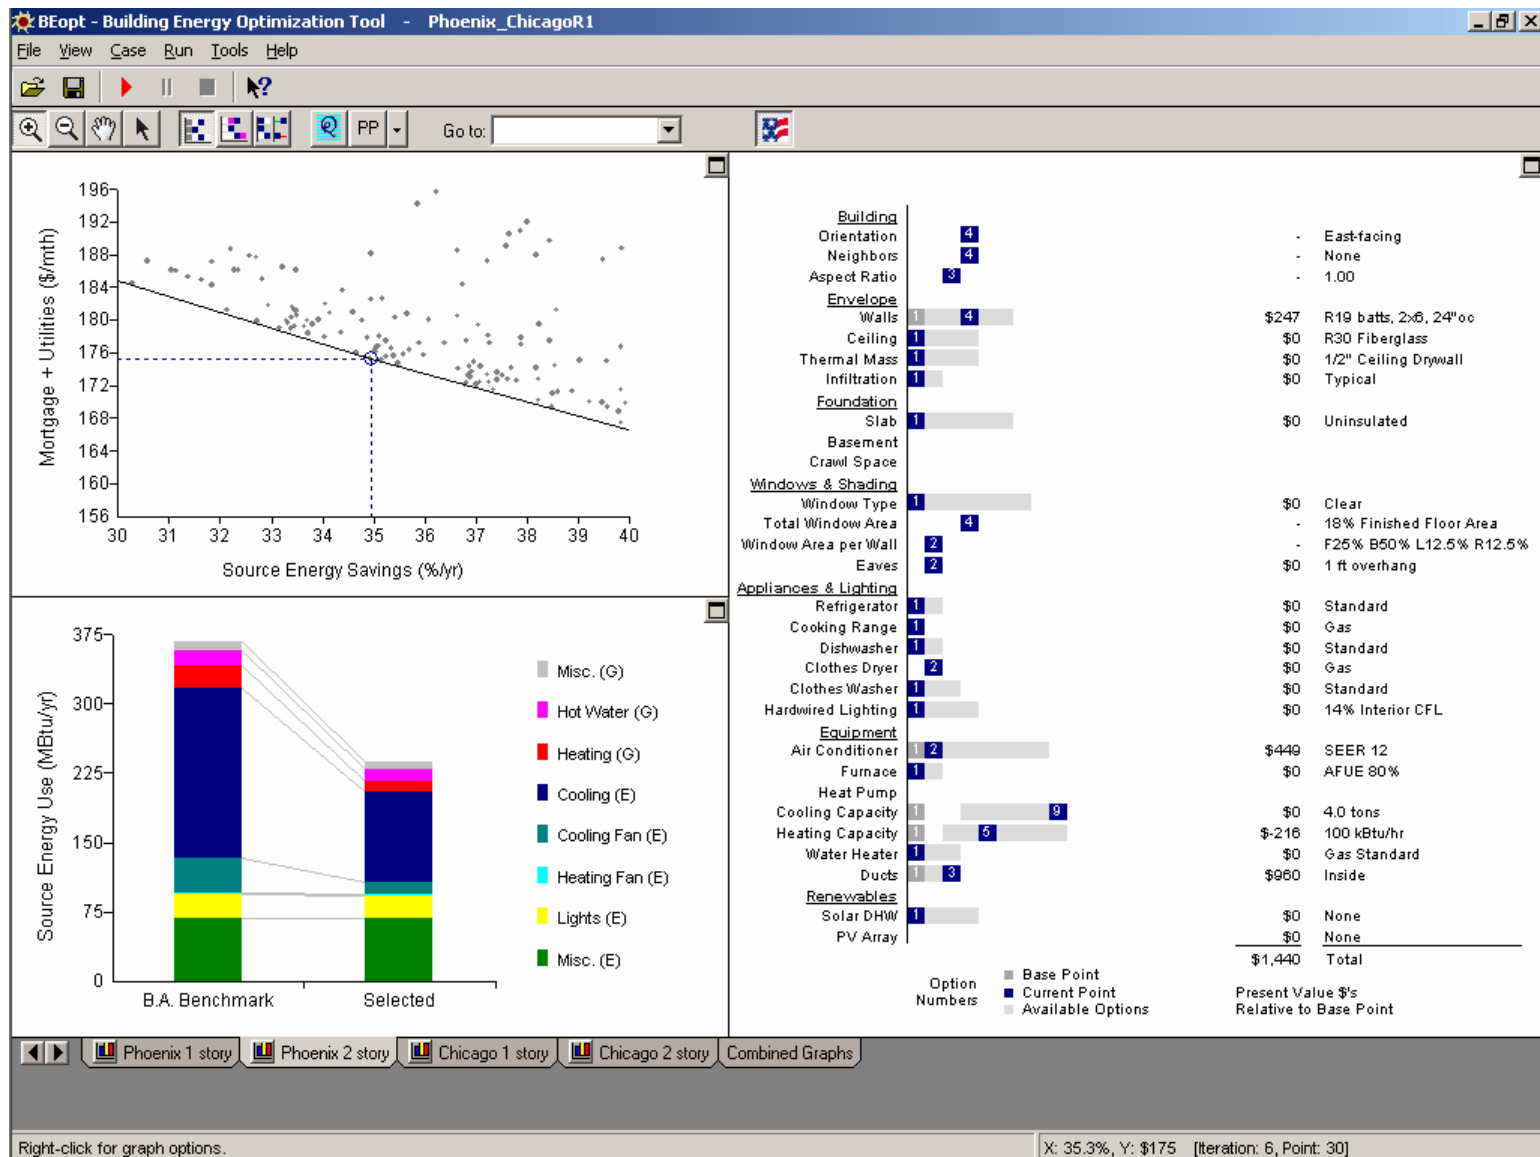 BEopt - Building Energy Optimization Tool - Phoenix_ChicagoR1
File View Case Run Tools Help
PP Go to:
196
192
188
184
180
176
172
168
164
160
156
30 31 32 33 34 35 36 37 38 39 40
Mortgage + Utilities ($/mth)
Source Energy Savings (%/yr)
375
300
225
150
75
0
Source Energy Use (MBtu/yr)
B.A. Benchmark Selected
Misc. (G)
Hot Water (G)
Heating (G)
Cooling (E)
Cooling Fan (E)
Heating Fan (E)
Lights (E)
Misc. (E)
Building
Orientation 4 - East-facing
Neighbors 4 - None
Aspect Ratio 3 - 1.00
Envelope
Walls 1 4 $247 R19 batts, 2x6, 24"oc
Ceiling 1 $0 R30 Fiberglass
Thermal Mass 1 $0 1/2" Ceiling Drywall
Infiltration 1 $0 Typical
Foundation
Slab 1 $0 Uninsulated
Basement
Crawl Space
Windows & Shading
Window Type 1 $0 Clear
Total Window Area 4 - 18% Finished Floor Area
Window Area per Wall 2 - F25% B50% L12.5% R12.5%
Eaves 2 $0 1 ft overhang
Appliances & Lighting
Refrigerator 1 $0 Standard
Cooking Range 1 $0 Gas
Dishwasher 1 $0 Standard
Clothes Dryer 2 $0 Gas
Clothes Washer 1 $0 Standard
Hardwired Lighting 1 $0 14% Interior CFL
Equipment
Air Conditioner 1 2 $449 SEER 12
Furnace 1 $0 AFUE 80%
Heat Pump
Cooling Capacity 1 9 $0 4.0 tons
Heating Capacity 1 5 $-216 100 kBtu/hr
Water Heater 1 $0 Gas Standard
Ducts 1 3 $960 Inside
Renewables
Solar DHW 1 $0 None
PV Array $0 None
$1,440 Total
Option Numbers
Base Point
Current Point
Available Options
Present Value $'s
Relative to Base Point
Phoenix 1 story Phoenix 2 story Chicago 1 story Chicago 2 story Combined Graphs
Right-click for graph options. X: 35.3%, Y: $175 [Iteration: 6, Point: 30]